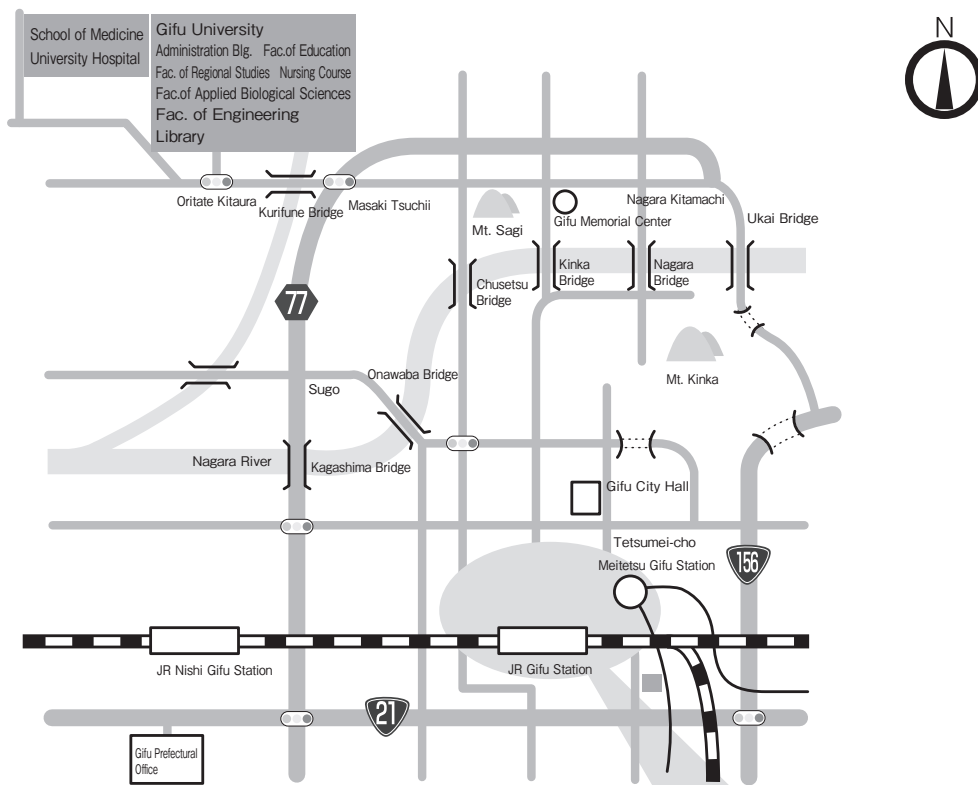 N
School of Medicine
University Hospital
Gifu University
Administration Blg. Fac.of Education
Fac. of Regional Studies Nursing Course
Fac.of Applied Biological Sciences
Fac. of Engineering
Library
Oritate Kitaura
Kurifune Bridge
Masaki Tsuchii
Mt. Sagi
Gifu Memorial Center
Nagara Kitamachi
Ukai Bridge
Chusetsu
Bridge
Kinka
Bridge
Nagara
Bridge
77
Onawaba Bridge
Sugo
Mt. Kinka
Nagara River
Kagashima Bridge
Gifu City Hall
Tetsumei-cho
Meitetsu Gifu Station
156
JR Nishi Gifu Station
JR Gifu Station
21
Gifu Prefectural
Office